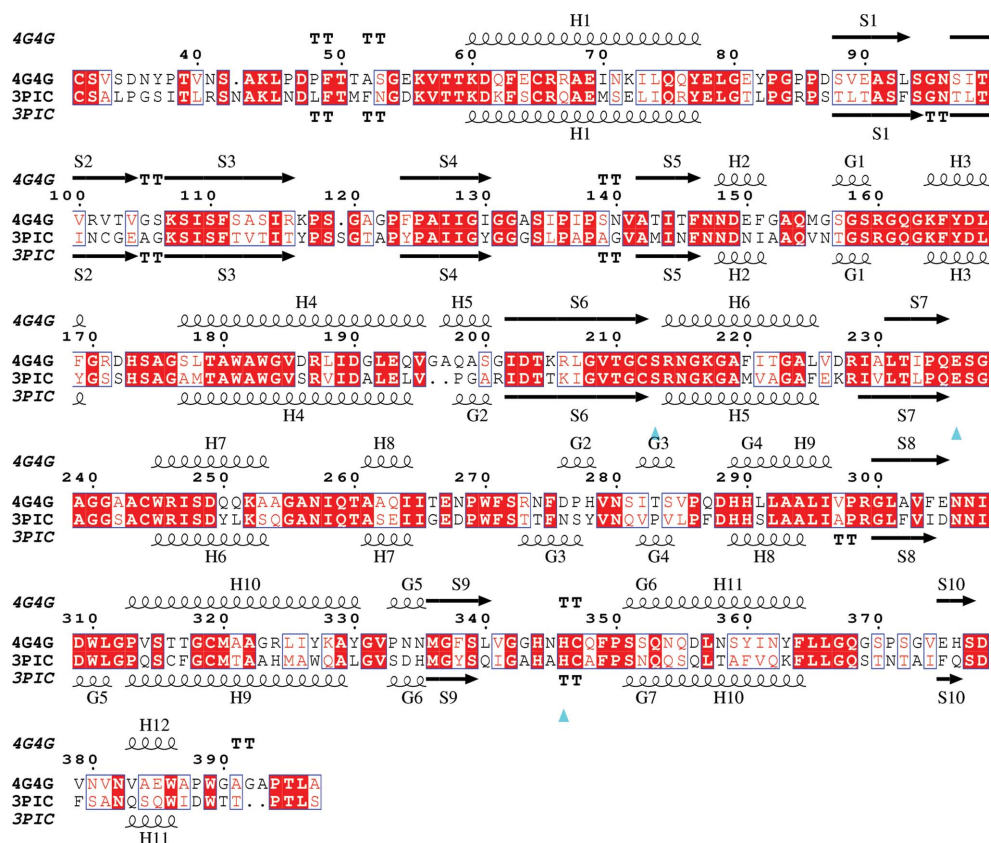 4G4G TT TT H1 S1
40 50 60 70 80 90
4G4G CSVSDNYPTVNS.AKLPDPFTTASGEKVTTKDQFECRRAEINKILQQYELGEYPGPPDSVEASLSGNSIT
3PIC CSALPGSITLRSNAKLNDLFTMFNGDKVTTKDKFSCRQAEMSELIQRYELGTLPGRPSTLTASFSGNTLT
3PIC TT TT H1 S1 TT
4G4G S2 TT S3 S4 TT S5 H2 G1 H3
100 110 120 130 140 150 160
4G4G VRVTVGSKSISFSASIRKPS.GAGPFPAIIGIGGASIPIPSNVATITFNNDEFGAQMGSGSRGQGKFYDL
3PIC INCGEAGKSISFTVTITYPSSGTAPYPAIIGYGGGSLPAPAGVAMINFNNDNIAAQVNTGSRGQGKFYDL
3PIC S2 TT S3 S4 TT S5 H2 G1 H3
4G4G H4 H5 S6 H6 S7
170 180 190 200 210 220 230
4G4G FGRDHSAGSLTAWAWGVDRLIDGLEQVGAQASGIDTKRLGVTGCSRNGKGAFITGALVDRIALTIPQESG
3PIC YGSSHSAGAMTAWAWGVSRVIDALELV..PGARIDTTKIGVTGCSRNGKGAMVAGAFEKRIVLTLPQESG
3PIC H4 G2 S6 H5 S7
4G4G H7 H8 G2 G3 G4 H9 S8
240 250 260 270 280 290 300
4G4G AGGAACWRISDQQKAAGANIQTAAQIITENPWFSRNFDPHVNSITSVPQDHHLLAALIVPRGLAVFENNI
3PIC AGGSACWRISDYLKSQGANIQTASEIIGEDPWFSTTFNSYVNQVPVLPFDHHSLAALIAPRGLFVIDNNI
3PIC H6 H7 G3 G4 H8 TT S8
4G4G H10 G5 S9 TT G6 H11 S10
310 320 330 340 350 360 370
4G4G DWLGPVSTTGCMAAGRLIYKAYGVPNNMGFSLVGGHNHCQFPSSQNQDLNSYINYFLLGQGSPSGVEHSD
3PIC DWLGPQSCFGCMTAAHMAWQALGVSDHMGYSQIGAHAHCAFPSNQQSQLTAFVQKFLLGQSTNTAIFQSD
3PIC G5 H9 G6 S9 TT G7 H10 S10
4G4G H12 TT
380 390
4G4G VNVNVAEWAPWGAGAPTLA
3PIC FSANQSQWIDWTT..PTLS
3PIC H11